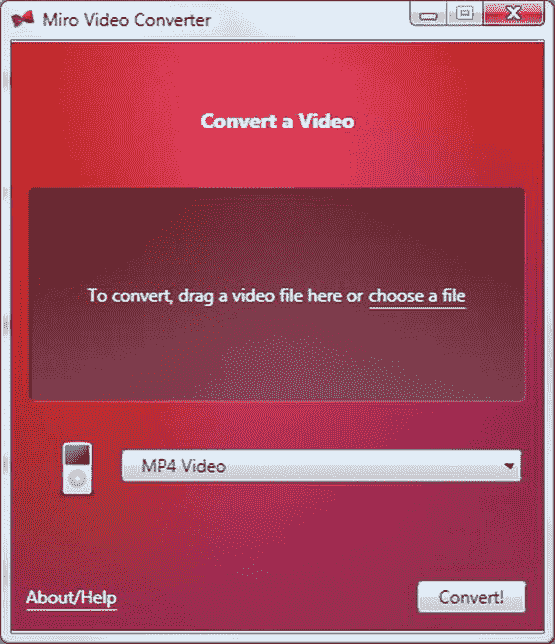 Miro Video Converter
Convert a Video
To convert, drag a video file here or choose a file
MP4 Video
About/Help
Convert!